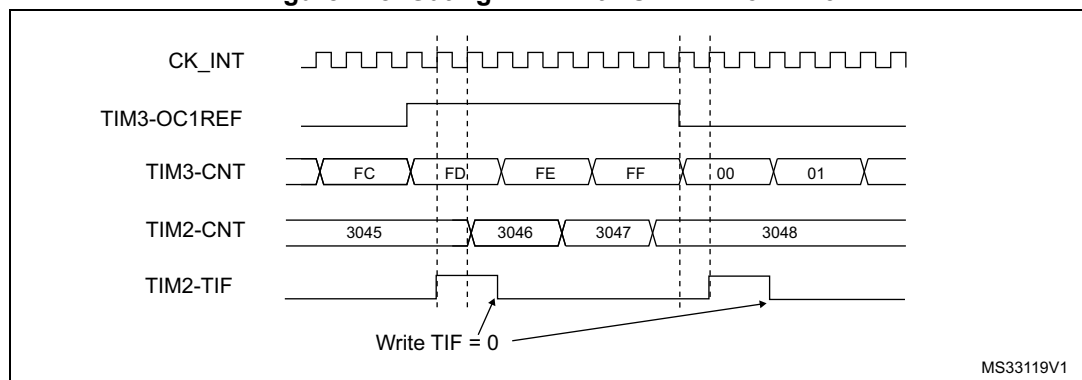 CK_INT
TIM3-OC1REF
TIM3-CNT FC FD FE FF 00 01
TIM2-CNT 3045 3046 3047 3048
TIM2-TIF
Write TIF = 0
MS33119V1